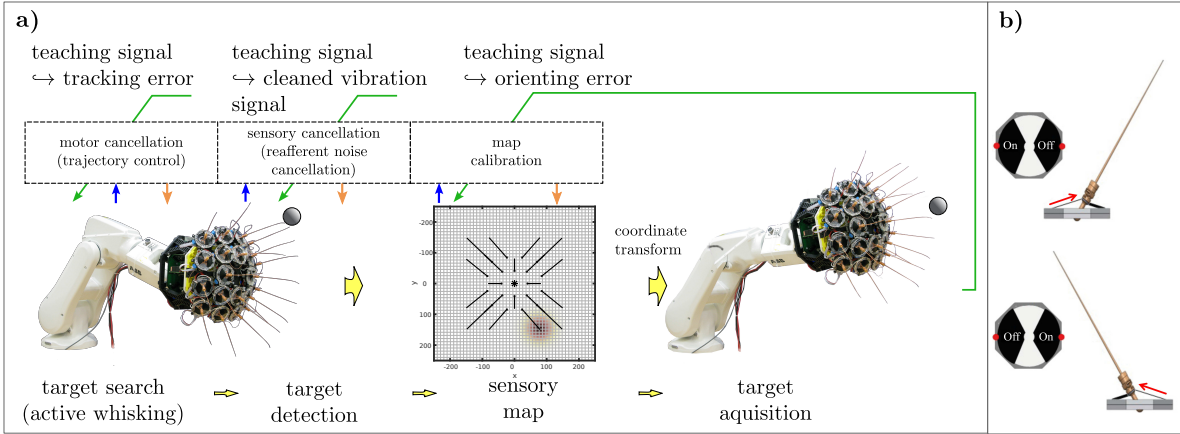 a)
teaching signal
↪ tracking error
teaching signal
↪ cleaned vibration
signal
teaching signal
↪ orienting error
motor cancellation
(trajectory control)
sensory cancellation
(reafferent noise
cancellation)
map
calibration
ABB
-200
-100
0
100
200
y
-200
-100
0
100
200
x
coordinate
transform
target search
(active whisking)
target
detection
sensory
map
target
aquisition
b)
On
Off
Off
On